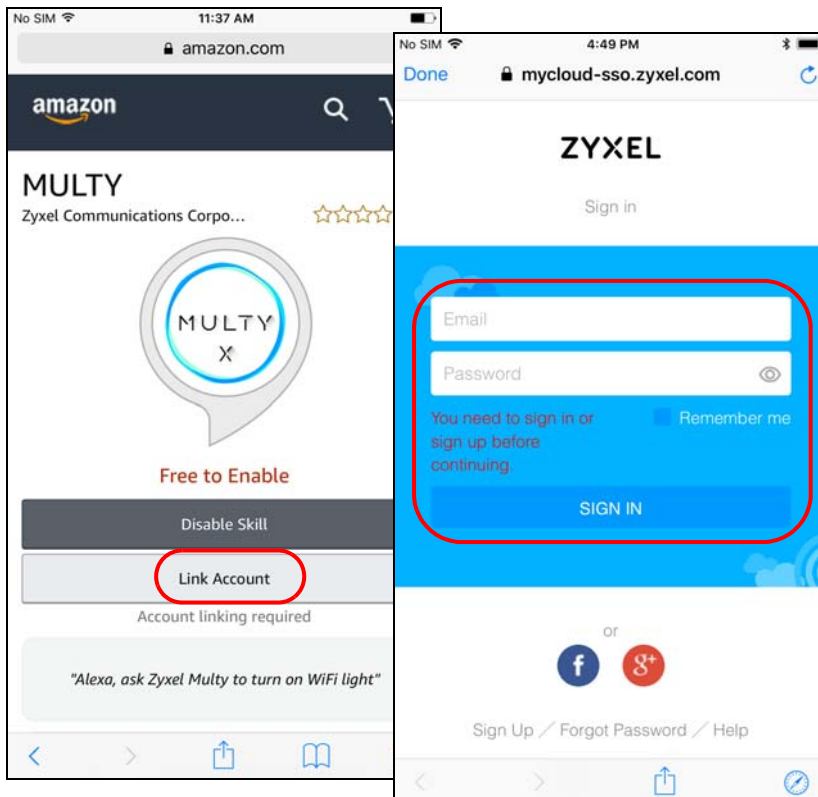 No SIM 11:37 AM
amazon.com
amazon
MULTY
Zyxel Communications Corpo...
MULTY
X
Free to Enable
Disable Skill
Link Account
Account linking required
"Alexa, ask Zyxel Multy to turn on WiFi light"
No SIM 4:49 PM
Done mycloud-sso.zyxel.com
ZYXEL
Sign in
Email
Password
You need to sign in or
sign up before
continuing.
Remember me
SIGN IN
or
f g+
Sign Up / Forgot Password / Help